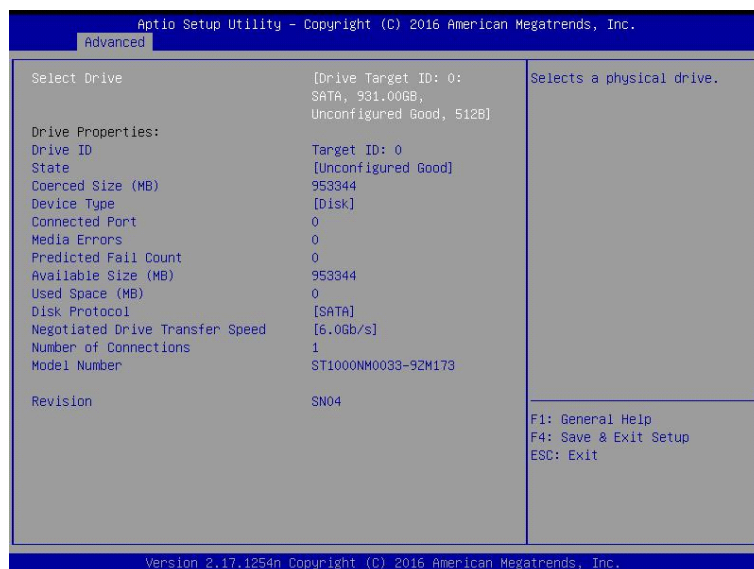 Aptio Setup Utility – Copyright (C) 2016 American Megatrends, Inc.
Advanced
Select Drive [Drive Target ID: 0:
SATA, 931.00GB,
Unconfigured Good, 512B]
Drive Properties:
Drive ID Target ID: 0
State [Unconfigured Good]
Coerced Size (MB) 953344
Device Type [Disk]
Connected Port 0
Media Errors 0
Predicted Fail Count 0
Available Size (MB) 953344
Used Space (MB) 0
Disk Protocol [SATA]
Negotiated Drive Transfer Speed [6.0Gb/s]
Number of Connections 1
Model Number ST1000NM0033-9ZM173
Revision SN04
Selects a physical drive.
F1: General Help
F4: Save & Exit Setup
ESC: Exit
Version 2.17.1254n Copyright (C) 2016 American Megatrends, Inc.